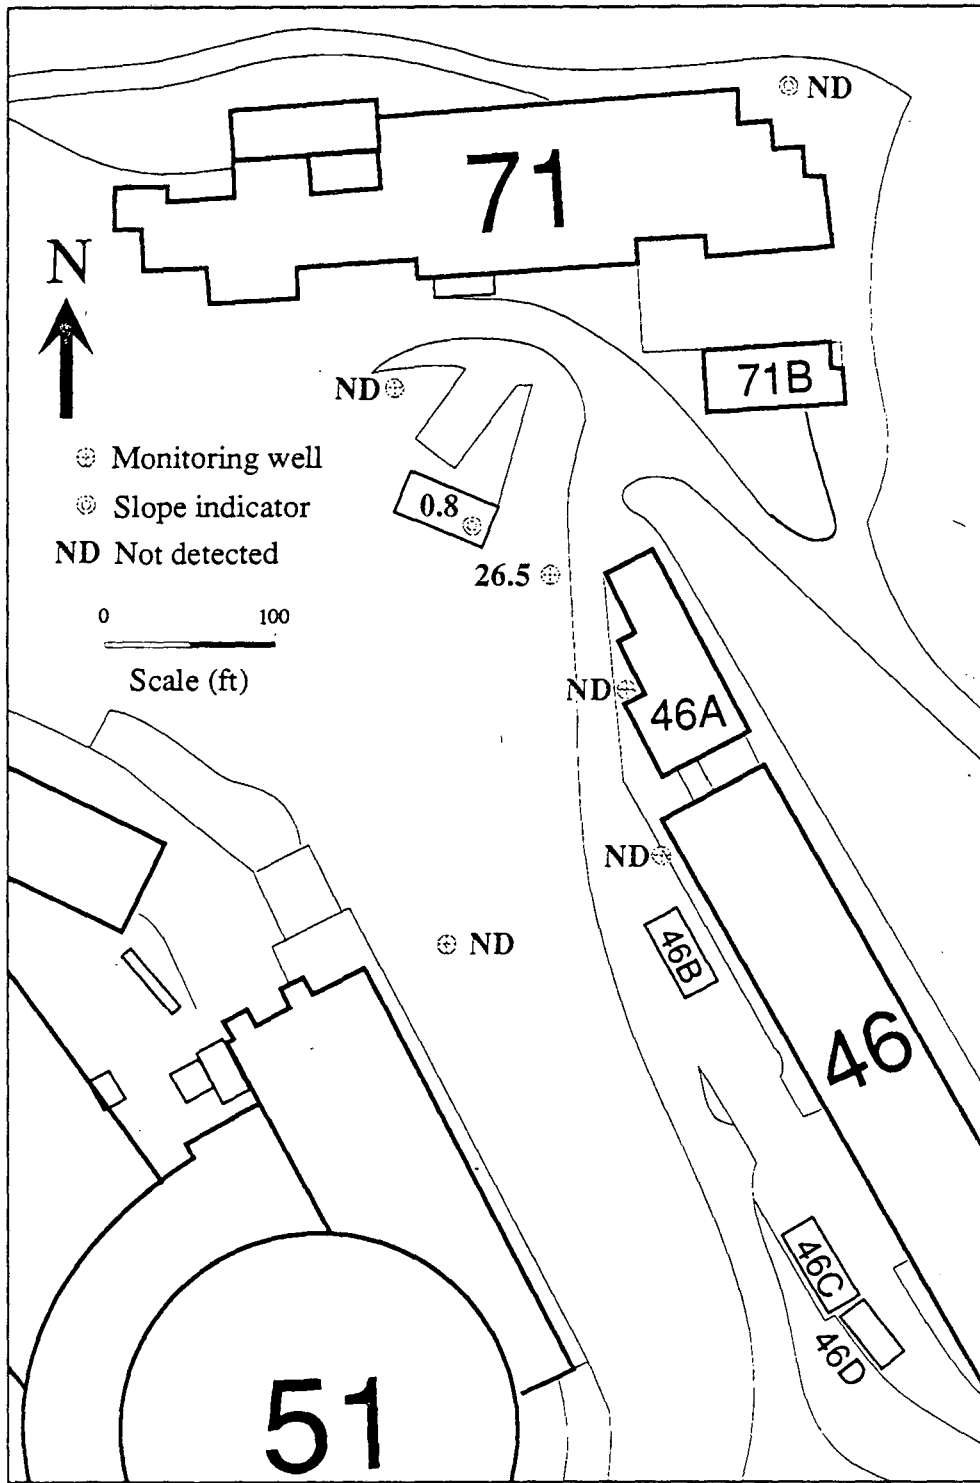 ND
71
N
71B
ND
Monitoring well
Slope indicator
0.8
ND Not detected
26.5
0 100
Scale (ft)
ND
46A
ND
46B
ND
46
46C
46D
51